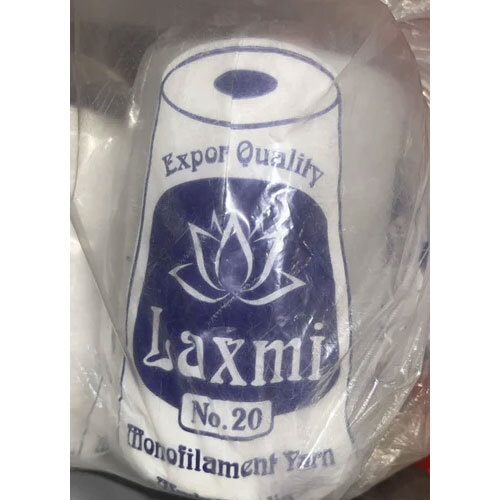 Expor Quality
Laxmi
No. 20
Monofilament Yarn